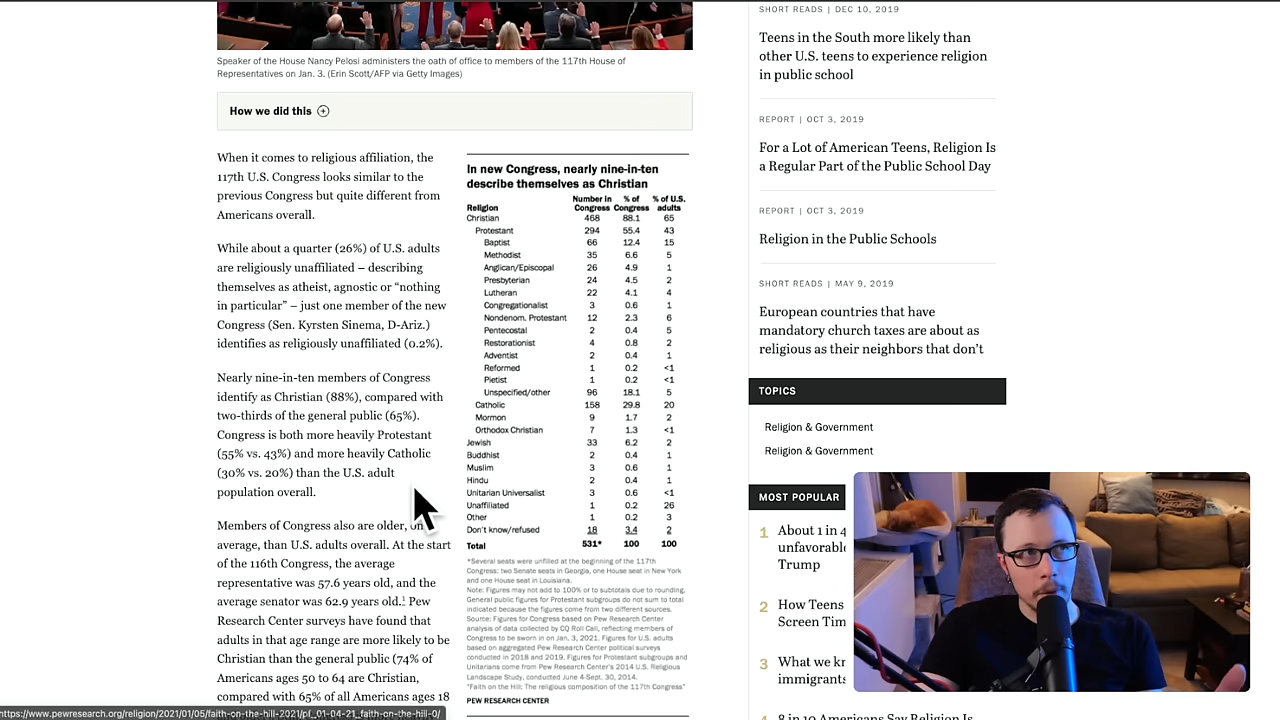 Speaker of the House Nancy Pelosi administers the oath of office to members of the 117th House of
Representatives on Jan. 3. (Erin Scott/AFP via Getty Images)
How we did this
When it comes to religious affiliation, the
117th U.S. Congress looks similar to the
previous Congress but quite different from
Americans overall.
While about a quarter (26%) of U.S. adults
are religiously unaffiliated – describing
themselves as atheist, agnostic or “nothing
in particular” – just one member of the new
Congress (Sen. Kyrsten Sinema, D-Ariz.)
identifies as religiously unaffiliated (0.2%).
Nearly nine-in-ten members of Congress
identify as Christian (88%), compared with
two-thirds of the general public (65%).
Congress is both more heavily Protestant
(55% vs. 43%) and more heavily Catholic
(30% vs. 20%) than the U.S. adult
population overall.
Members of Congress also are older, on
average, than U.S. adults overall. At the start
of the 116th Congress, the average
representative was 57.6 years old, and the
average senator was 62.9 years old.¹ Pew
Research Center surveys have found that
adults in that age range are more likely to be
Christian than the general public (74% of
Americans ages 50 to 64 are Christian,
compared with 65% of all Americans ages 18
In new Congress, nearly nine-in-ten
describe themselves as Christian
Religion Number in Congress % of Congress % of U.S. adults
Christian 468 88.1 65
Protestant 294 55.4 43
Baptist 66 12.4 15
Methodist 35 6.6 5
Anglican/Episcopal 26 4.9 1
Presbyterian 24 4.5 2
Lutheran 22 4.1 4
Congregationalist 3 0.6 1
Nondenom. Protestant 12 2.3 6
Pentecostal 2 0.4 5
Restorationist 4 0.8 2
Adventist 2 0.4 1
Reformed 1 0.2 <1
Pietist 1 0.2 <1
Unspecified/other 96 18.1 5
Catholic 158 29.8 20
Mormon 9 1.7 2
Orthodox Christian 7 1.3 <1
Jewish 33 6.2 2
Buddhist 2 0.4 1
Muslim 3 0.6 1
Hindu 2 0.4 1
Unitarian Universalist 3 0.6 <1
Unaffiliated 1 0.2 26
Other 1 0.2 3
Don't know/refused 18 3.4 2
Total 531* 100 100
*Several seats were unfilled at the beginning of the 117th
Congress: two Senate seats in Georgia, one House seat in New York
and one House seat in Louisiana.
Note: Figures may not add to 100% or to subtotals due to rounding.
General public figures for Protestant subgroups do not sum to total
indicated because the figures come from two different sources.
Source: Figures for Congress based on Pew Research Center
analysis of data collected by CQ Roll Call, reflecting members of
Congress to be sworn in on Jan. 3, 2021. Figures for U.S. adults
based on aggregated Pew Research Center political surveys
conducted in 2018 and 2019. Figures for Protestant subgroups and
Unitarians come from Pew Research Center's 2014 U.S. Religious
Landscape Study, conducted June 4-Sept. 30, 2014.
"Faith on the Hill: The religious composition of the 117th Congress"
PEW RESEARCH CENTER
SHORT READS | DEC 10, 2019
Teens in the South more likely than
other U.S. teens to experience religion
in public school
REPORT | OCT 3, 2019
For a Lot of American Teens, Religion Is
a Regular Part of the Public School Day
REPORT | OCT 3, 2019
Religion in the Public Schools
SHORT READS | MAY 9, 2019
European countries that have
mandatory church taxes are about as
religious as their neighbors that don’t
TOPICS
Religion & Government
Religion & Government
MOST POPULAR
1 About 1 in 4
unfavorabl
Trump
2 How Teens
Screen Tim
3 What we kn
immigrants
4 8 in 10 Americans Say Religion Is
https://www.pewresearch.org/religion/2021/01/05/faith-on-the-hill-2021/pf_01-04-21_faith-on-the-hill-0/